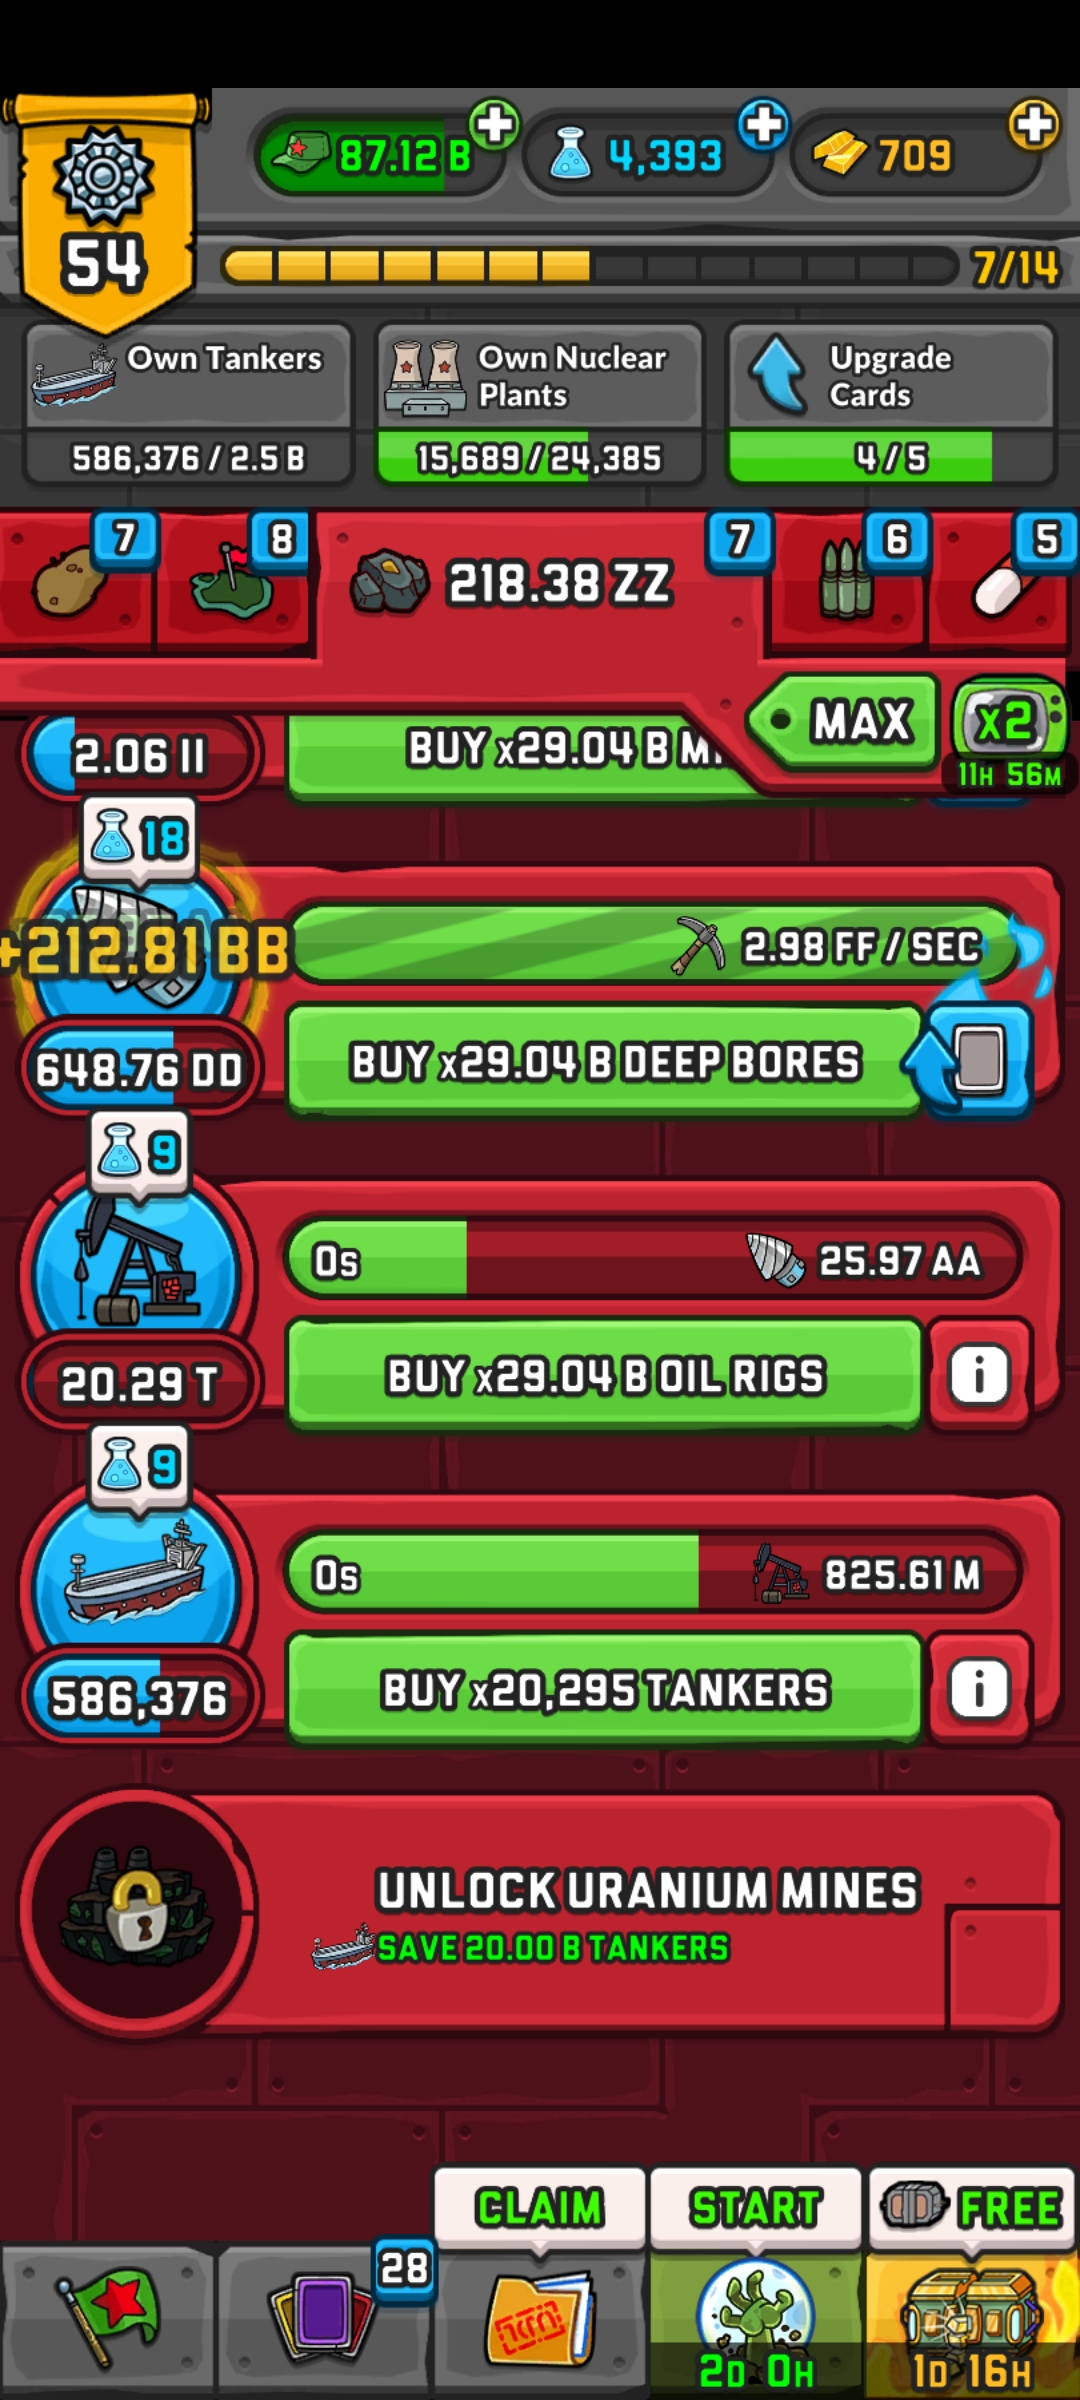 87.12 B
4,393
709
54
7/14
Own Tankers
586,376 / 2.5 B
Own Nuclear
Plants
15,689 / 24,385
Upgrade
Cards
4 / 5
7
8
218.38 ZZ
7
6
5
MAX
x2
11H 56M
2.06 II
BUY x29.04 B
18
+212.81 BB
2.98 FF / SEC
648.76 DD
BUY x29.04 B DEEP BORES
9
0s
25.97 AA
20.29 T
BUY x29.04 B OIL RIGS
i
9
0s
825.61 M
586,376
BUY x20,295 TANKERS
i
UNLOCK URANIUM MINES
SAVE 20.00 B TANKERS
CLAIM
START
FREE
28
2D 0H
1D 16H